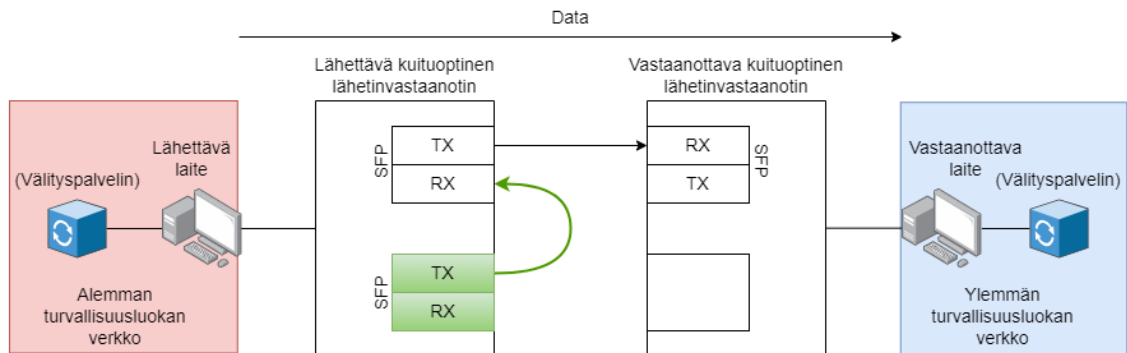 Data
Lähettävä kuituoptinen
lähetinvastaanotin
Vastaanottava kuituoptinen
lähetinvastaanotin
Lähettävä
laite
(Välityspalvelin)
Alemman
turvallisuusluokan
verkko
SFP
TX
RX
SFP
TX
RX
RX
TX
SFP
Vastaanottava
laite
(Välityspalvelin)
Ylemmän
turvallisuusluokan
verkko